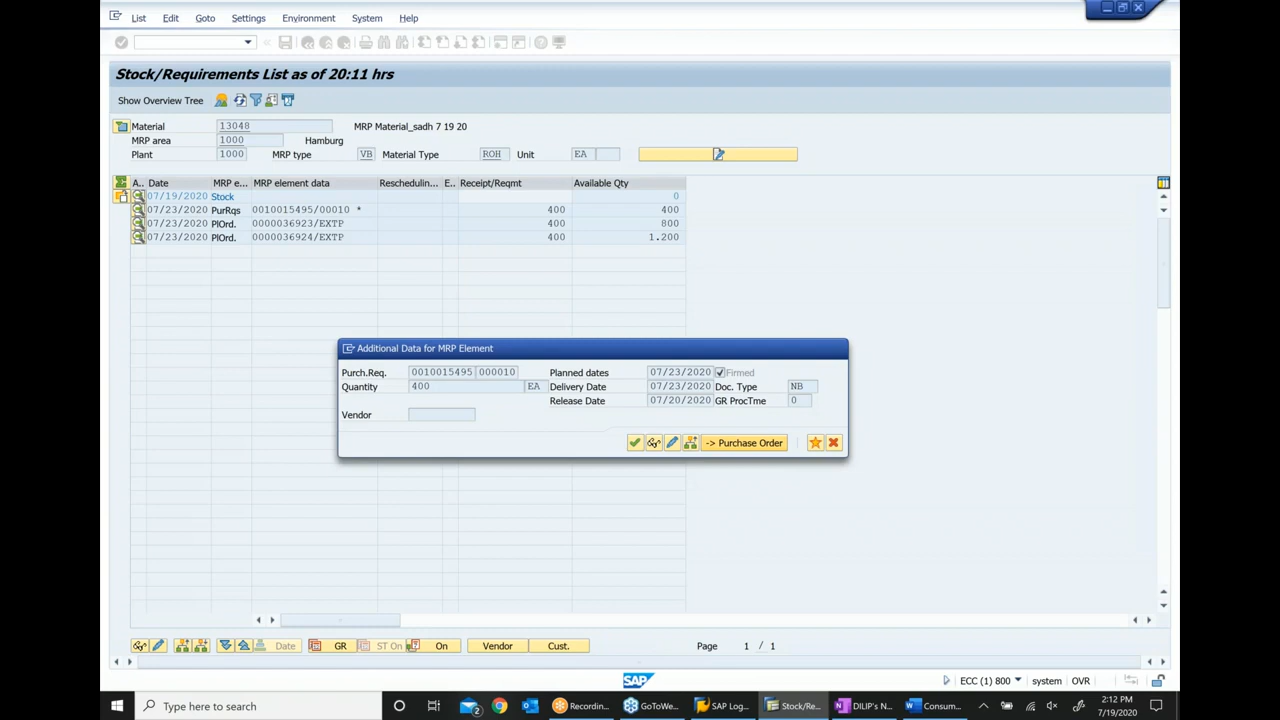 List Edit Goto Settings Environment System Help
Stock/Requirements List as of 20:11 hrs
Show Overview Tree
Material 13048 MRP Material_sadh 7 19 20
MRP area 1000 Hamburg
Plant 1000 MRP type VB Material Type ROH Unit EA
A.. Date MRP e... MRP element data Reschedulin... E.. Receipt/Reqmt Available Qty
07/19/2020 Stock 0
07/23/2020 PurRqs 0010015495/00010 * 400 400
07/23/2020 PlOrd. 0000036923/EXTP 400 800
07/23/2020 PlOrd. 0000036924/EXTP 400 1.200
Additional Data for MRP Element
Purch.Req. 0010015495 000010 Planned dates 07/23/2020 Firmed
Quantity 400 EA Delivery Date 07/23/2020 Doc. Type NB
Release Date 07/20/2020 GR ProcTme 0
Vendor
-> Purchase Order
Date GR ST On On Vendor Cust. Page 1 / 1
SAP ECC (1) 800 system OVR
Type here to search Recordin... GoToWe... SAP Log... Stock/Re... DILIP's N... Consum... 2:12 PM
7/19/2020